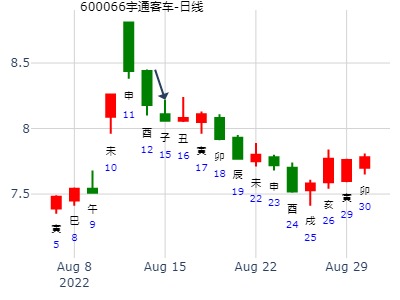 600066宇通客车-日线
8.5
8
7.5
寅
5
巳
8
午
9
未
10
申
11
酉
12
子
15
丑
16
寅
17
卯
18
辰
19
未
22
申
23
酉
24
戌
25
亥
26
寅
29
卯
30
Aug 8
2022
Aug 15
Aug 22
Aug 29